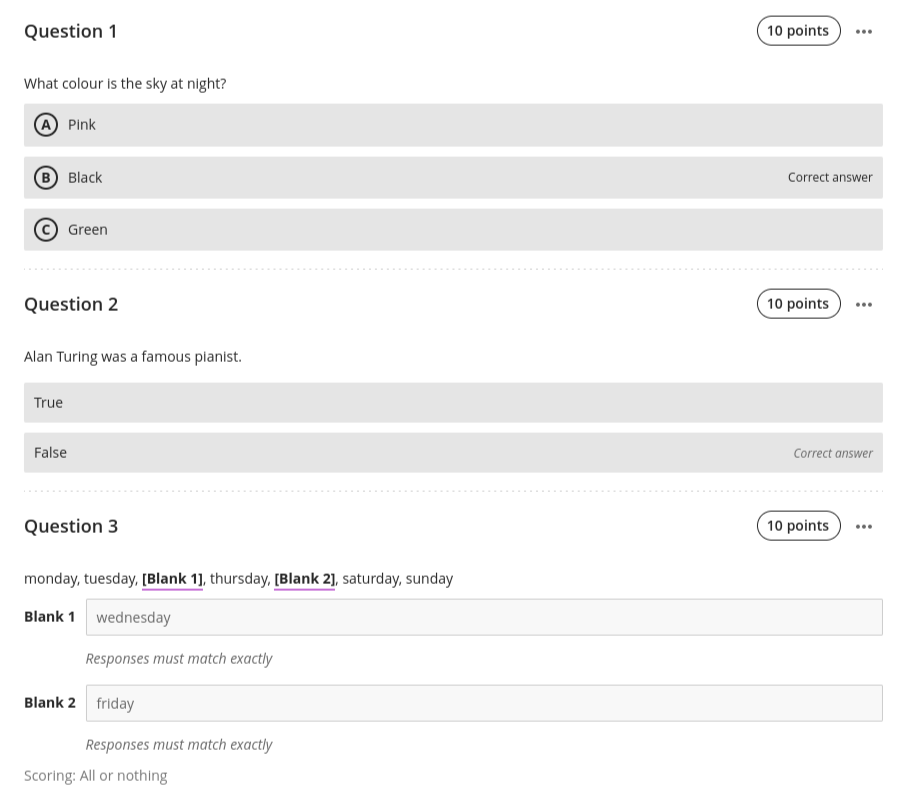 Question 1
10 points
What colour is the sky at night?
A Pink
B Black Correct answer
C Green
Question 2
10 points
Alan Turing was a famous pianist.
True
False Correct answer
Question 3
10 points
monday, tuesday, [Blank 1], thursday, [Blank 2], saturday, sunday
Blank 1 wednesday
Responses must match exactly
Blank 2 friday
Responses must match exactly
Scoring: All or nothing